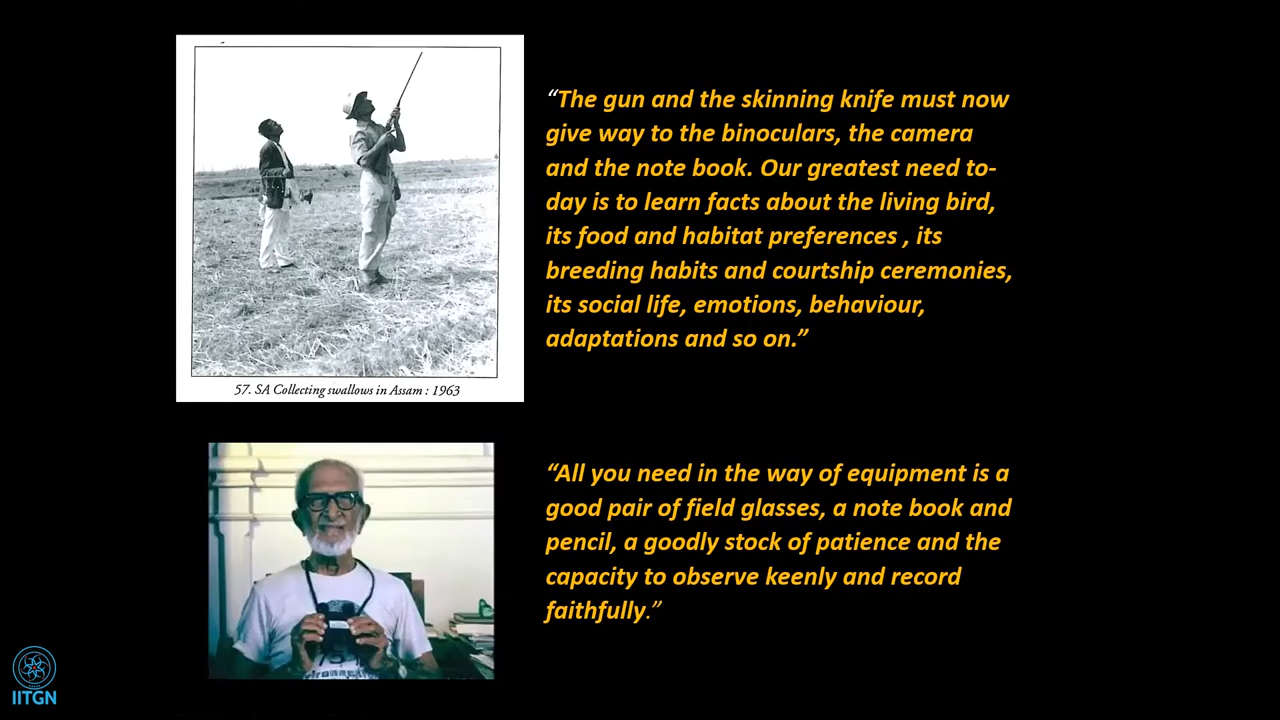 “The gun and the skinning knife must now
give way to the binoculars, the camera
and the note book. Our greatest need to-
day is to learn facts about the living bird,
its food and habitat preferences , its
breeding habits and courtship ceremonies,
its social life, emotions, behaviour,
adaptations and so on.”
57. SA Collecting swallows in Assam : 1963
“All you need in the way of equipment is a
good pair of field glasses, a note book and
pencil, a goodly stock of patience and the
capacity to observe keenly and record
faithfully.”
IITGN